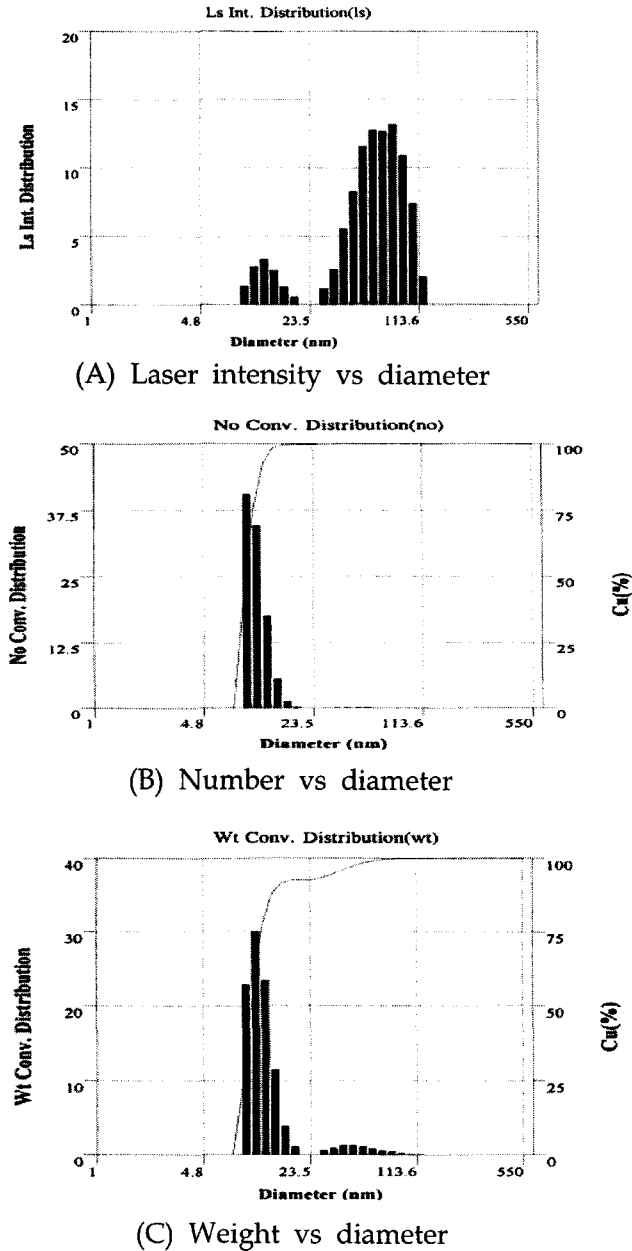 Ls Int. Distribution(ls)
20
15
10
5
0
Ls Int. Distribution
1 4.8 23.5 113.6 550
Diameter (nm)
(A) Laser intensity vs diameter
No Conv. Distribution(no)
50 100
37.5 75
25 50
12.5 25
0 0
No Conv. Distribution
Cu(%)
1 4.8 23.5 113.6 550
Diameter (nm)
(B) Number vs diameter
Wt Conv. Distribution(wt)
40 100
30 75
20 50
10 25
0 0
Wt Conv. Distribution
Cu(%)
1 4.8 23.5 113.6 550
Diameter (nm)
(C) Weight vs diameter